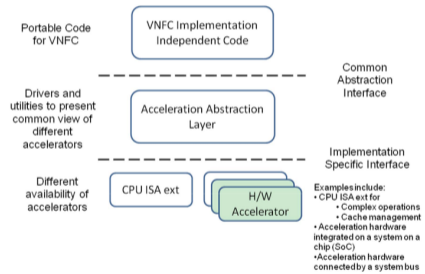 Portable Code
for VNFC
VNFC Implementation
Independent Code
Common
Abstraction
Interface
Drivers and
utilities to present
common view of
different
accelerators
Acceleration Abstraction
Layer
Implementation
Specific Interface
Different
availability of
accelerators
CPU ISA ext
H/W
Accelerator
Examples include:
• CPU ISA ext for
• Complex operations
• Cache management
• Acceleration hardware
integrated on a system on a
chip (SoC)
•Acceleration hardware
connected by a system bus